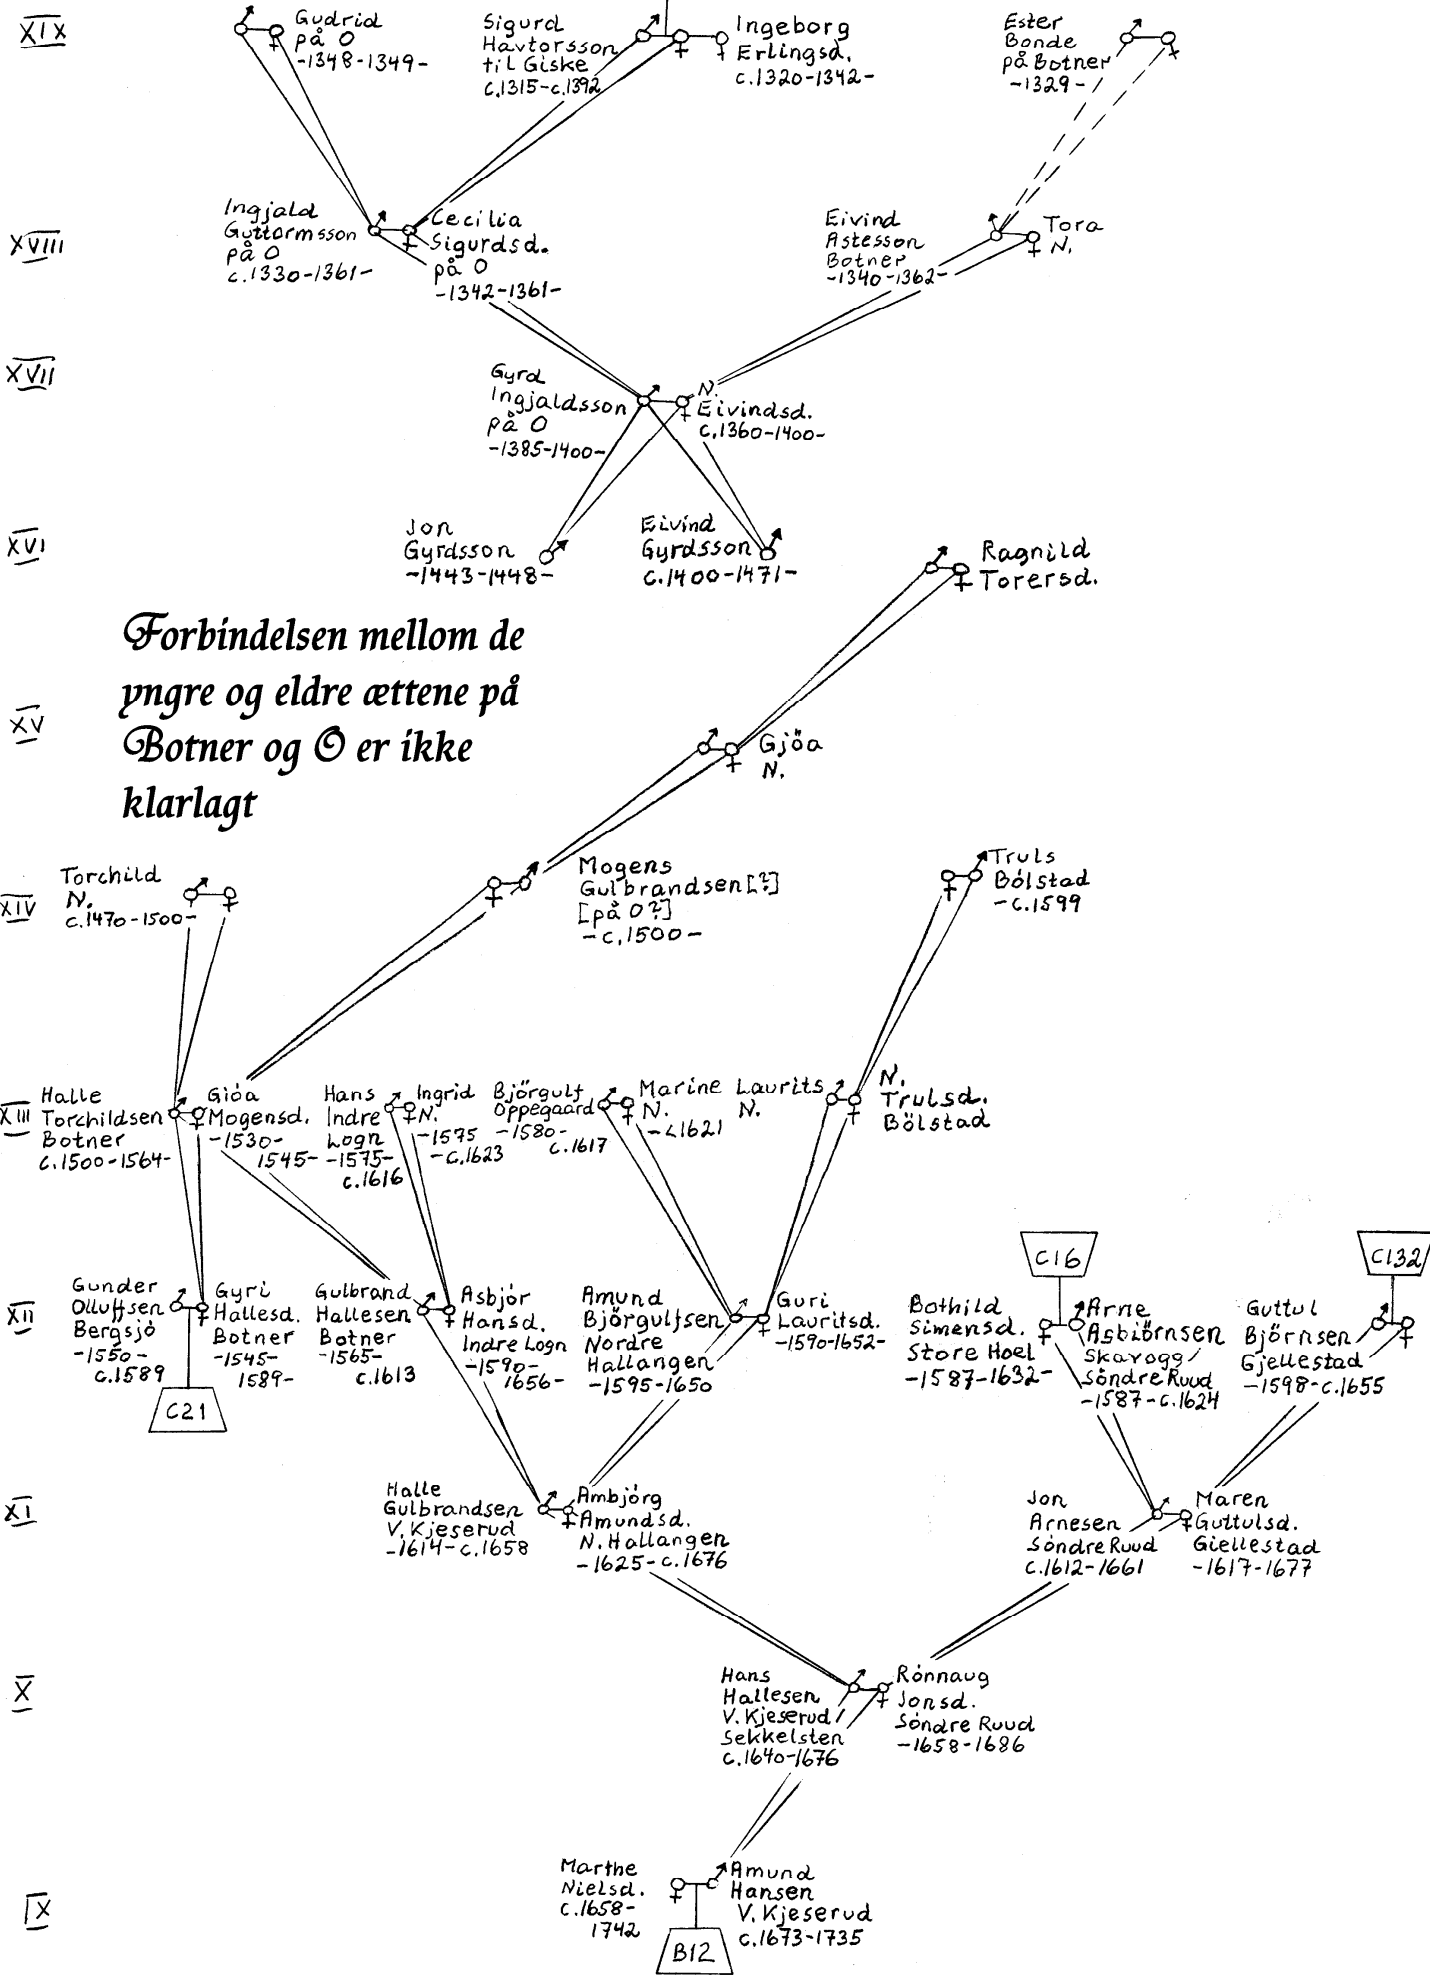 XIX
Gudrid
på O
-1348-1349-
Sigurd
Havtorsson
til Giske
c.1315-c.1392
Ingeborg
Erlingsd.
c.1320-1342-
Ester
Bonde
på Botner
-1329-
XVIII
Ingjald
Guttormsson
på O
c.1330-1361-
Cecilia
Sigurdsd.
på O
-1342-1361-
Eivind
Astesson
Botner
-1340-1362-
Tora
N.
XVII
Gyrd
Ingjaldsson
på O
-1385-1400-
N.
Eivindsd.
c.1360-1400-
XVI
Jon
Gyrdsson
-1443-1448-
Eivind
Gyrdsson
c.1400-1471-
Ragnild
Torersd.
Forbindelsen mellom de
yngre og eldre ættene på
Botner og O er ikke
klarlagt
XV
Gjöa
N.
XIV
Torchild
N.
c.1470-1500-
Mogens
Gulbrandsen[?]
[på O?]
-c.1500-
Truls
Bólstad
-c.1599
XIII
Halle
Torchildsen
Botner
c.1500-1564-
Gióa
Mogensd.
-1530-
1545-
Hans
Indre
Logn
-1575-
c.1616
Ingrid
N.
-1575
-c.1623
Björgulf
Oppegaard
-1580-
c.1617
Marine
N.
-<1621
Laurits
N.
N.
Trulsd.
Bölstad
XII
Gunder
Olluffsen
Bergsjó
-1550-
c.1589
Gyri
Hallesd.
Botner
-1545-
1589-
Gulbrand
Hallesen
Botner
-1565-
c.1613
Asbjór
Hansd.
Indre Logn
-1590-
1656-
Amund
Björgulfsen
Nordre
Hallangen
-1595-1650
Guri
Lauritsd.
-1590-1652-
C16
Bothild
Simensd.
Store Hoel
-1587-1632-
Arne
Asbiörnsen
Skarogg/
Söndre Ruud
-1587-c.1624
C132
Guttul
Björnsen
Gjellestad
-1598-c.1655
C21
XI
Halle
Gulbrandsen
V. Kjeserud
-1614-c.1658
Ambjórg
Amundsd.
N. Hallangen
-1625-c.1676
Jon
Arnesen
Söndre Ruud
c.1612-1661
Maren
Guttulsd.
Giellestad
-1617-1677
X
Hans
Hallesen
V. Kjeserud/
Sekkelsten
c.1640-1676
Rónnaug
Jonsd.
Söndre Ruud
-1658-1686
IX
Marthe
Nielsd.
c.1658-
1742
Amund
Hansen
V. Kjeserud
c.1673-1735
B12